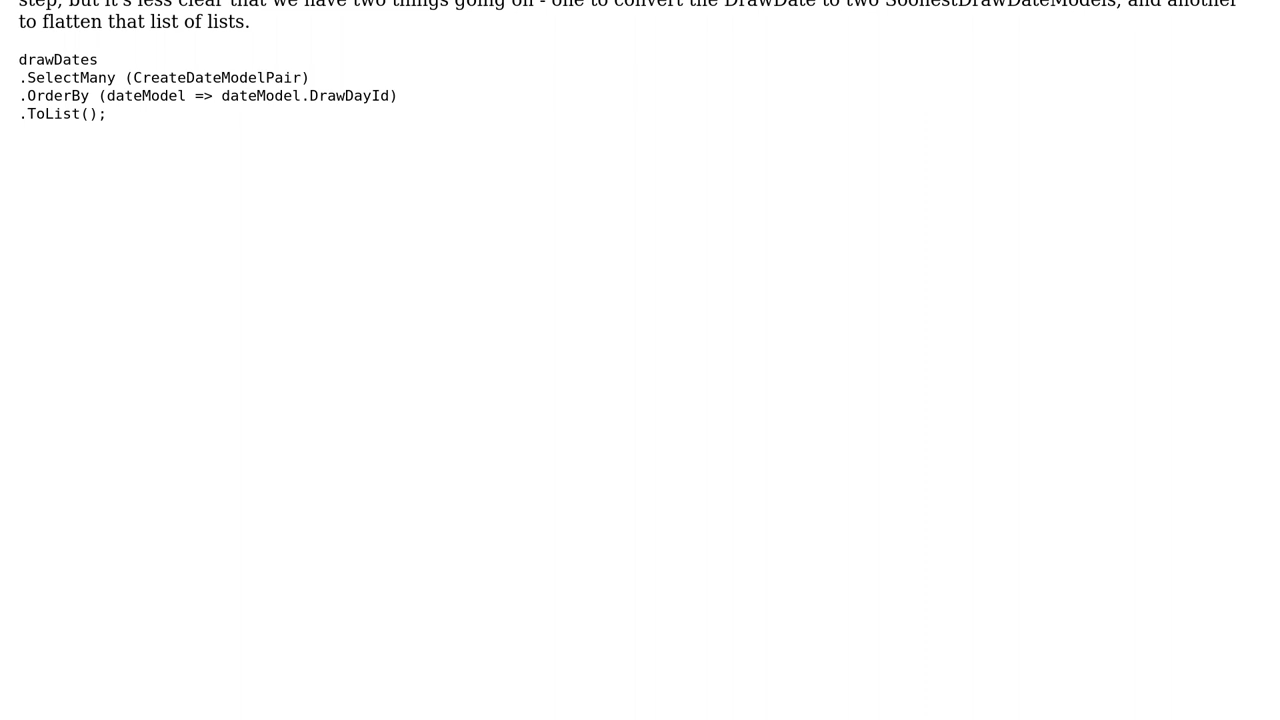 step, but it's less clear that we have two things going on - one to convert the DrawDate to two SoonestDrawDateModels, and another
to flatten that list of lists.
drawDates
.SelectMany (CreateDateModelPair)
.OrderBy (dateModel => dateModel.DrawDayId)
.ToList();